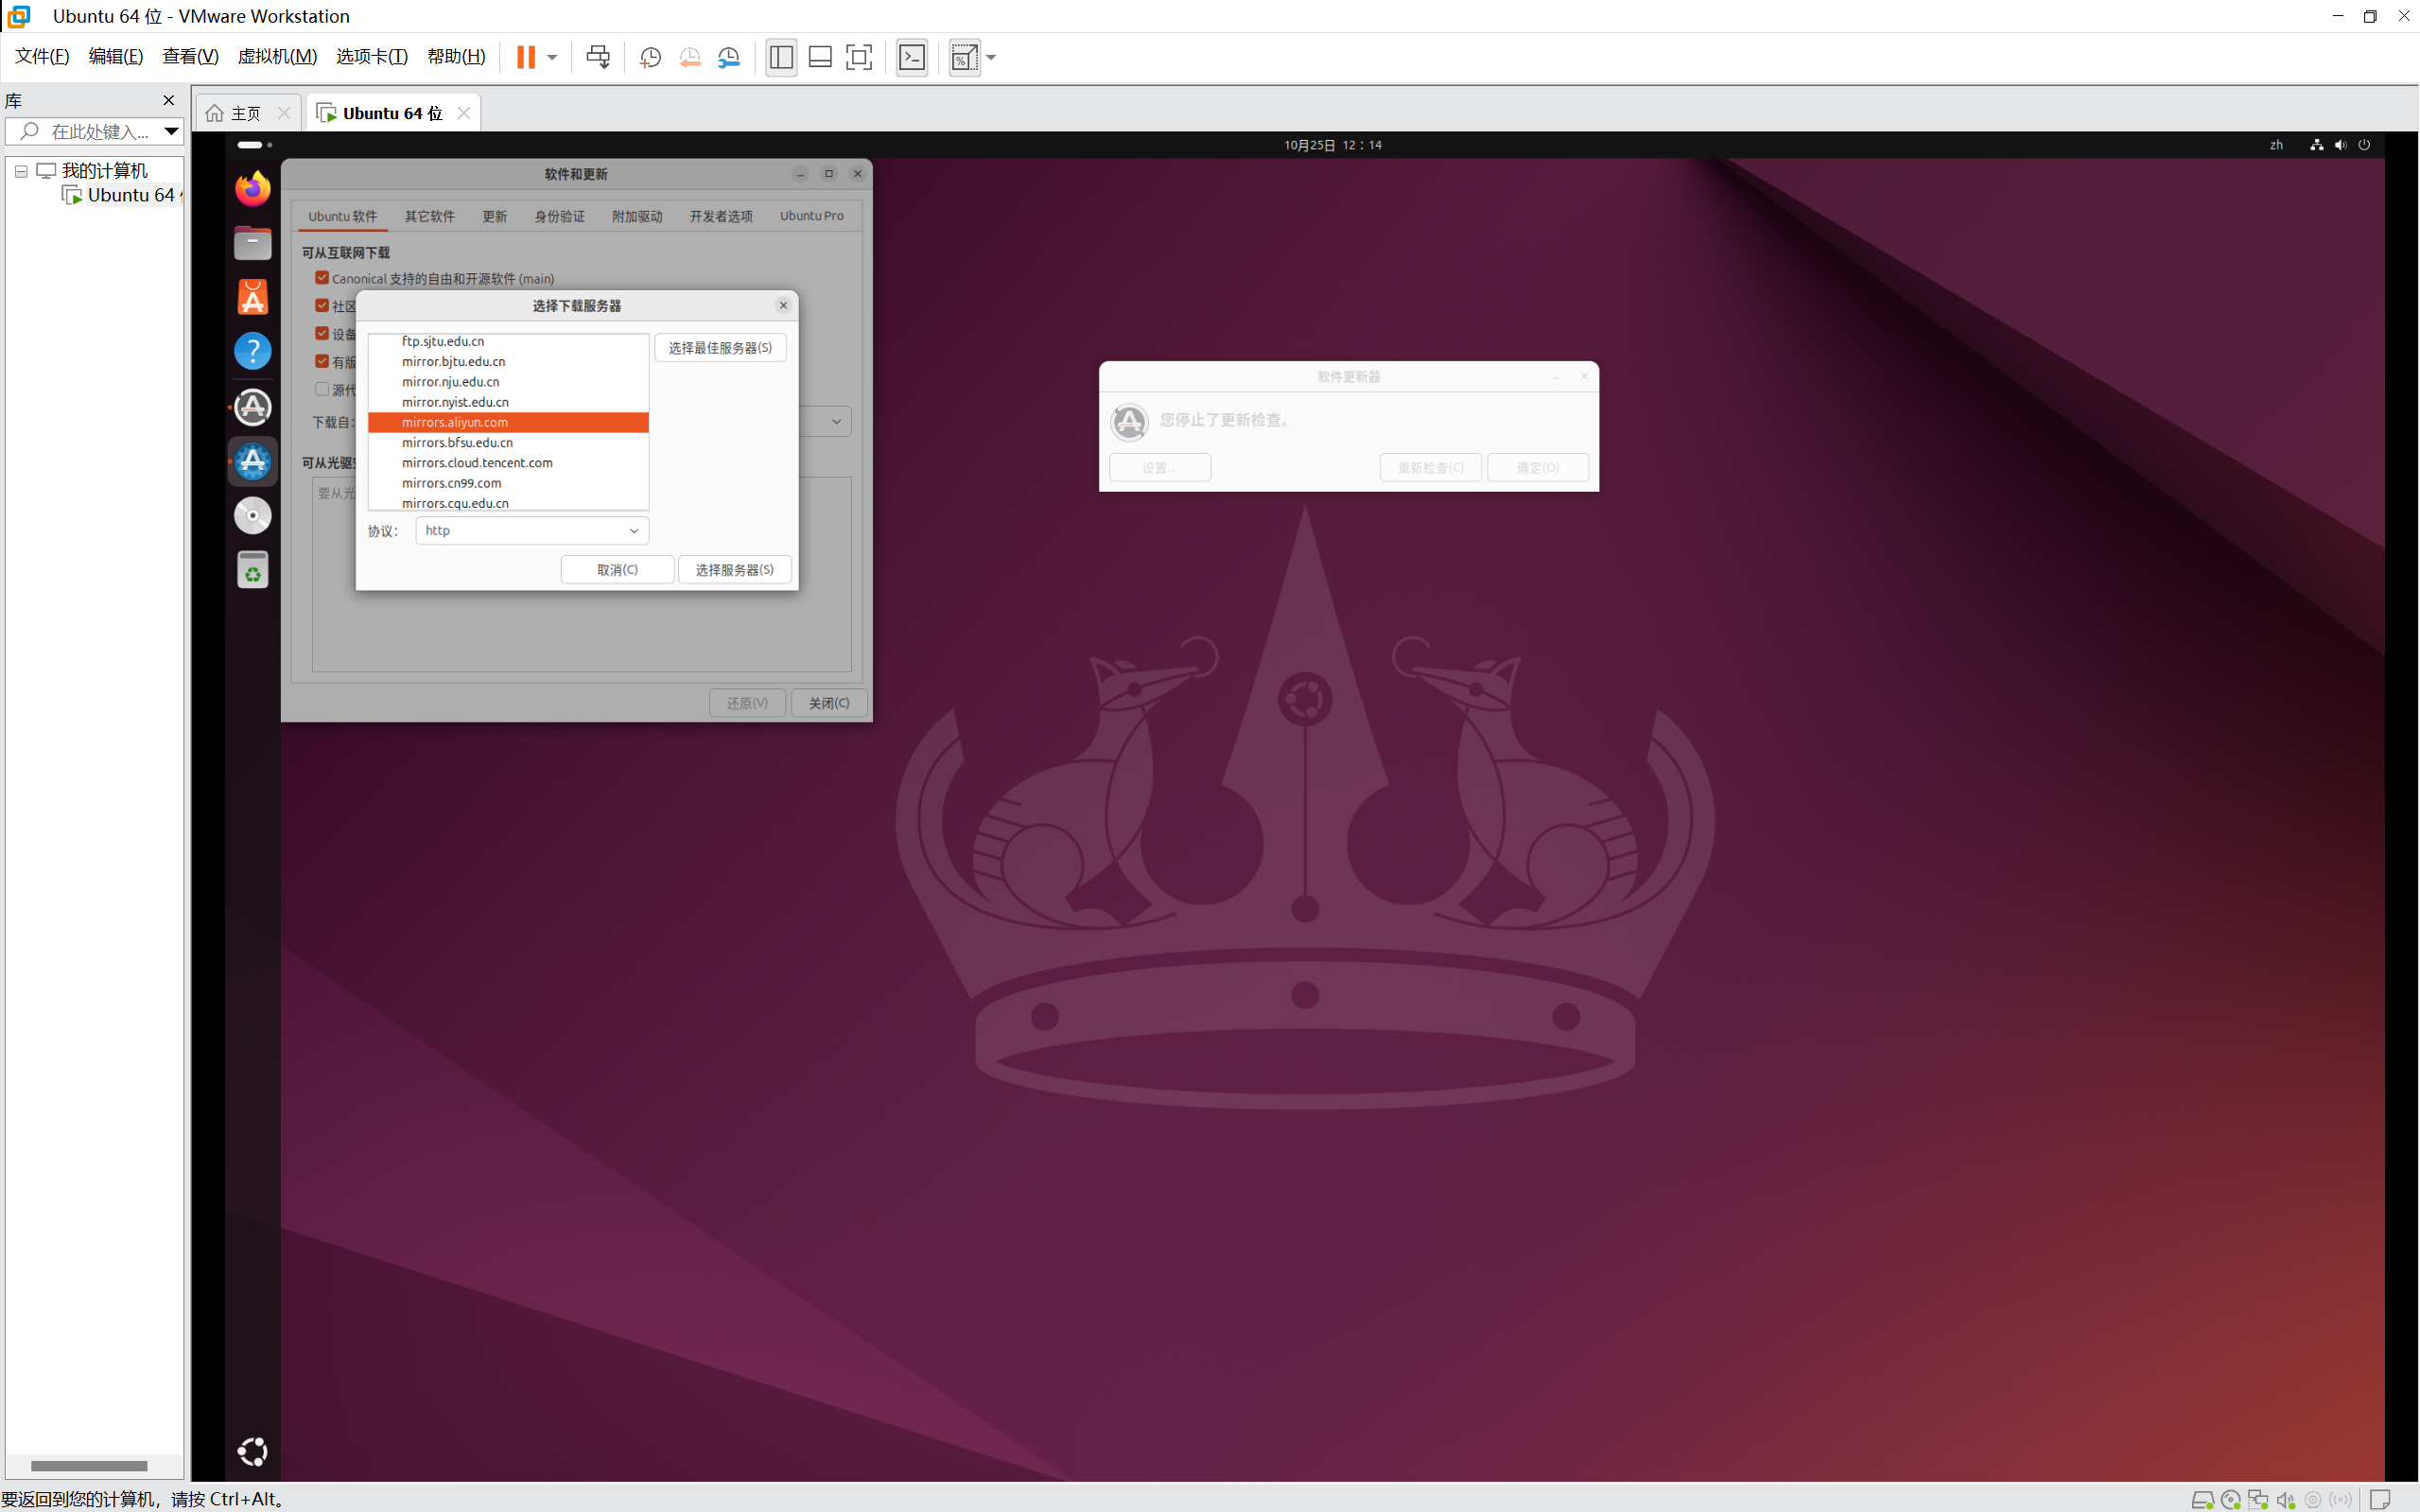 Ubuntu 64 位 - VMware Workstation
文件(F) 编辑(E) 查看(V) 虚拟机(M) 选项卡(T) 帮助(H)
库
在此处键入...
我的计算机
Ubuntu 64
主页
Ubuntu 64 位
10月25日 12：14
zh
软件和更新
Ubuntu 软件 其它软件 更新 身份验证 附加驱动 开发者选项 Ubuntu Pro
可从互联网下载
Canonical 支持的自由和开源软件 (main)
社区
设备
有版
源代
下载自：
可从光驱
要从光
选择下载服务器
ftp.sjtu.edu.cn
mirror.bjtu.edu.cn
mirror.nju.edu.cn
mirror.nyist.edu.cn
mirrors.aliyun.com
mirrors.bfsu.edu.cn
mirrors.cloud.tencent.com
mirrors.cn99.com
mirrors.cqu.edu.cn
选择最佳服务器(S)
协议： http
取消(C) 选择服务器(S)
还原(V) 关闭(C)
软件更新器
您停止了更新检查。
设置... 重新检查(C) 确定(O)
要返回到您的计算机，请按 Ctrl+Alt。